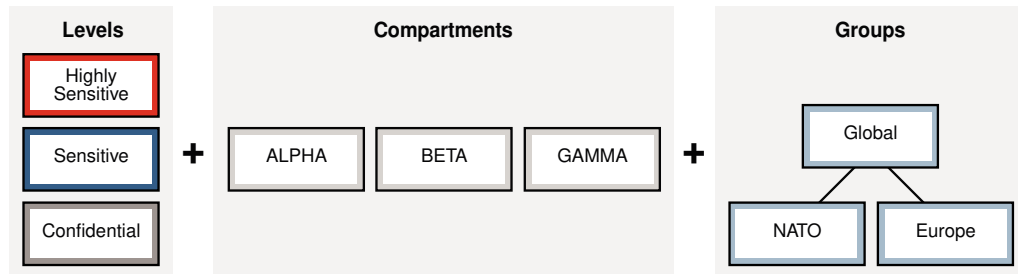 Levels
Highly
Sensitive
Sensitive
Confidential
+
Compartments
ALPHA
BETA
GAMMA
+
Groups
Global
NATO
Europe